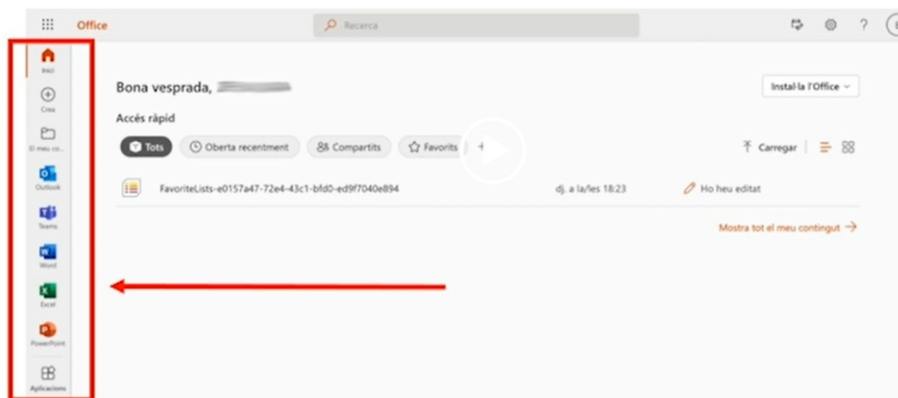 Office
Recerca
?
Inici
Crea
El meu co...
Outlook
Teams
Word
Excel
PowerPoint
Aplicacions
Bona vesprada,
Instal·la l'Office
Accés ràpid
Tots
Oberta recentment
Compartits
Favorits
+
Carregar
FavoriteLists-e0157a47-72e4-43c1-bfd0-ed9f7040e894
dj. a la/les 18:23
Ho heu editat
Mostra tot el meu contingut